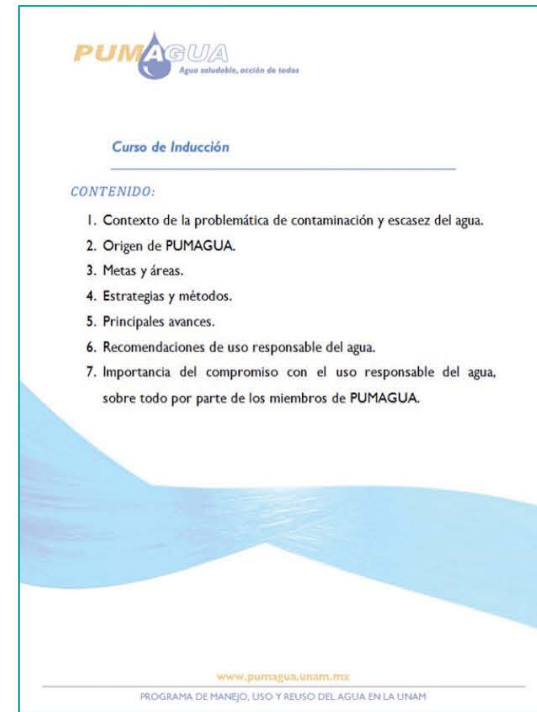 PUMAGUA
Agua saludable, acción de todos
Curso de Inducción
CONTENIDO:
1. Contexto de la problemática de contaminación y escasez del agua.
2. Origen de PUMAGUA.
3. Metas y áreas.
4. Estrategias y métodos.
5. Principales avances.
6. Recomendaciones de uso responsable del agua.
7. Importancia del compromiso con el uso responsable del agua,
sobre todo por parte de los miembros de PUMAGUA.
www.pumagua.unam.mx
PROGRAMA DE MANEJO, USO Y REUSO DEL AGUA EN LA UNAM